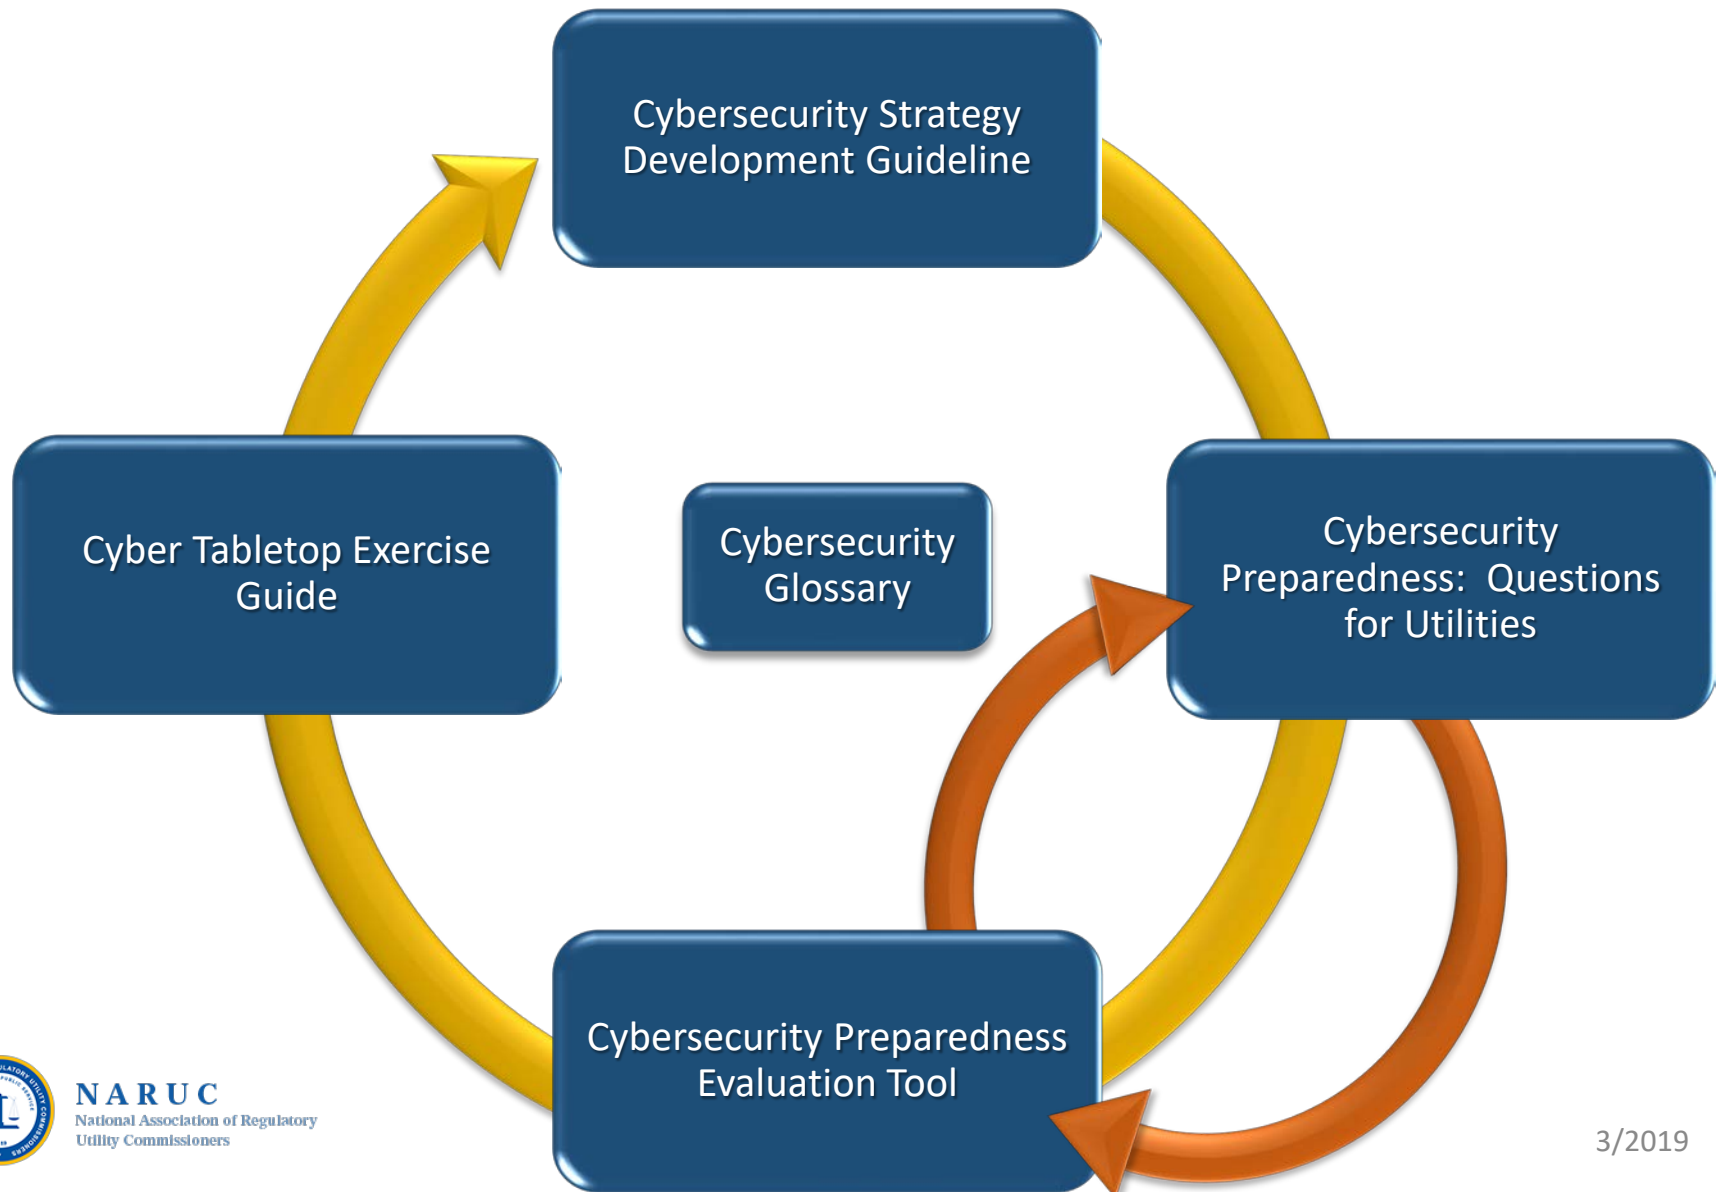 Cybersecurity Strategy
Development Guideline
Cyber Tabletop Exercise
Guide
Cybersecurity
Glossary
Cybersecurity
Preparedness:  Questions
for Utilities
Cybersecurity Preparedness
Evaluation Tool
NARUC
National Association of Regulatory
Utility Commissioners
3/2019